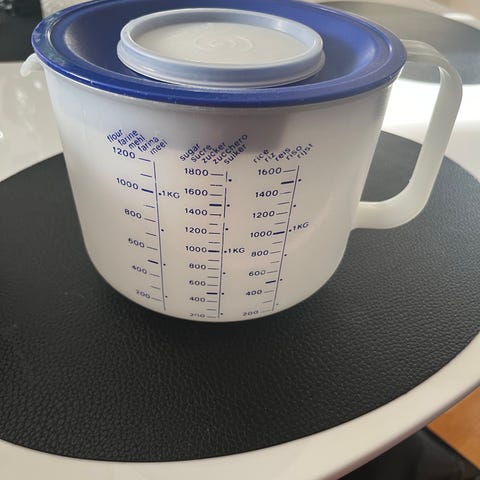 flour
farine
mehl
farina
meel
1200
1000
1KG
800
600
400
200
sugar
sucre
zucker
zucchero
suiker
1800
1600
1400
1200
1000
1KG
800
600
400
200
rice
riz
reis
riso
rijst
1600
1400
1200
1000
1KG
800
600
400
200